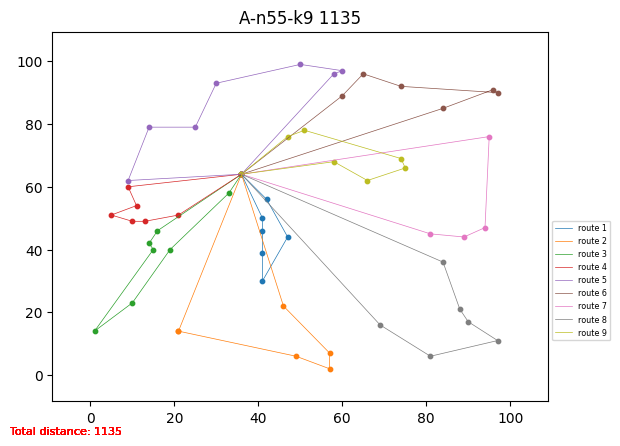 A-n55-k9 1135
100
80
60
40
20
0
0 20 40 60 80 100
route 1
route 2
route 3
route 4
route 5
route 6
route 7
route 8
route 9
Total distance: 1135